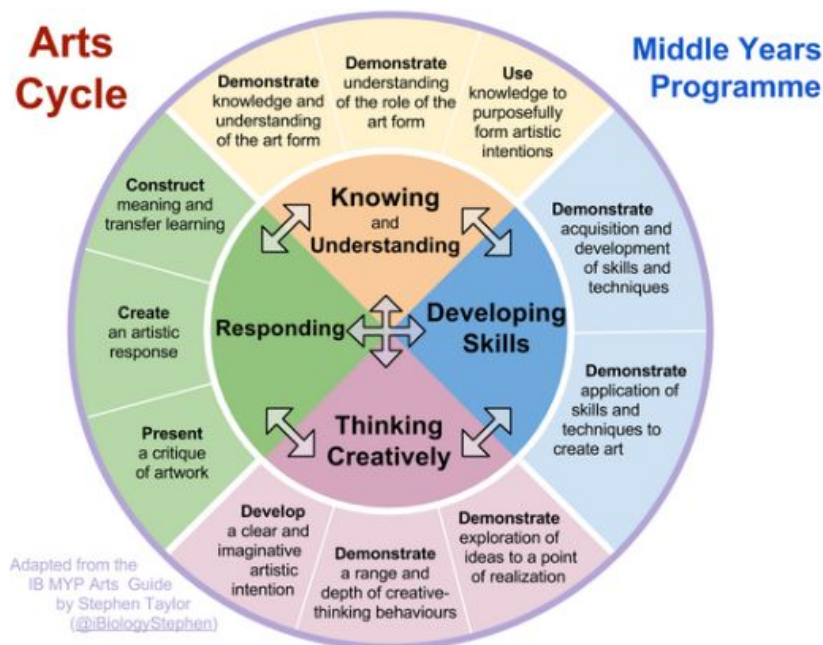 Arts
Cycle
Middle Years
Programme
Demonstrate
knowledge and
understanding
of the art form
Demonstrate
understanding
of the role of the
art form
Use
knowledge to
purposefully
form artistic
intentions
Construct
meaning and
transfer learning
Create
an artistic
response
Present
a critique
of artwork
Knowing
and
Understanding
Responding
Developing
Skills
Thinking
Creatively
Demonstrate
acquisition and
development
of skills and
techniques
Demonstrate
application of
skills and
techniques to
create art
Develop
a clear and
imaginative
artistic
intention
Demonstrate
a range and
depth of creative-
thinking behaviours
Demonstrate
exploration of
ideas to a point
of realization
Adapted from the
IB MYP Arts Guide
by Stephen Taylor
(@iBiologyStephen)